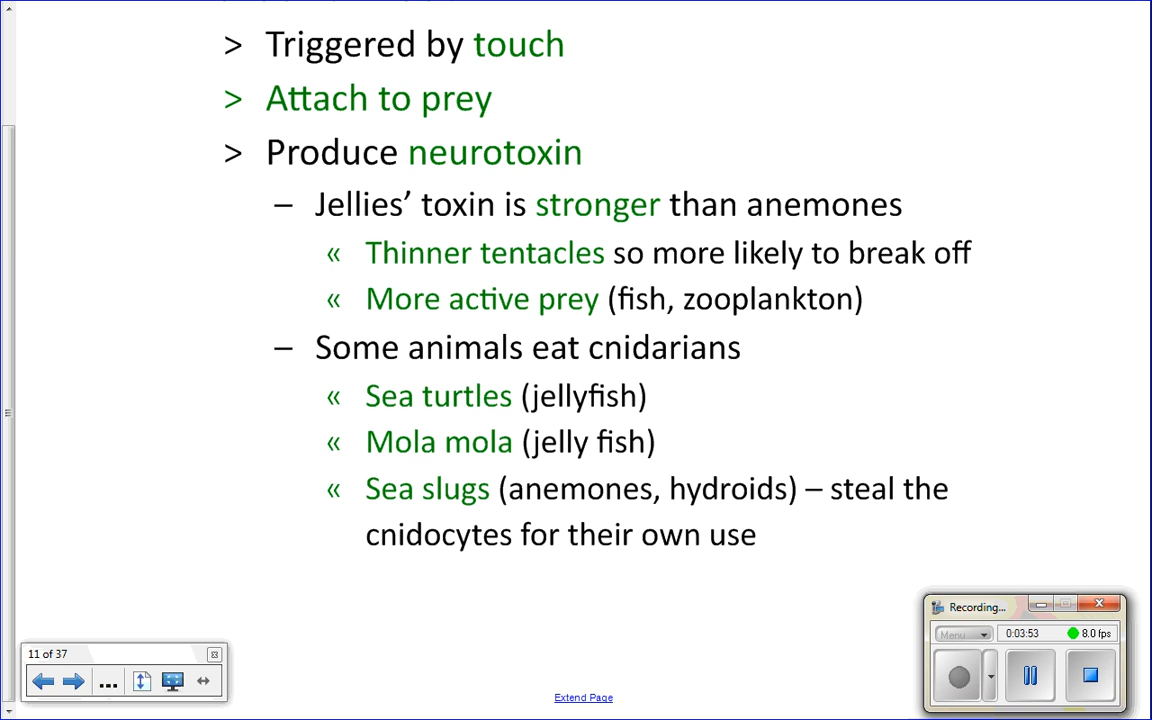 > Triggered by touch
> Attach to prey
> Produce neurotoxin
– Jellies’ toxin is stronger than anemones
« Thinner tentacles so more likely to break off
« More active prey (fish, zooplankton)
– Some animals eat cnidarians
« Sea turtles (jellyfish)
« Mola mola (jelly fish)
« Sea slugs (anemones, hydroids) – steal the
cnidocytes for their own use
Recording...
Menu 0:03:53 8.0 fps
11 of 37
Extend Page